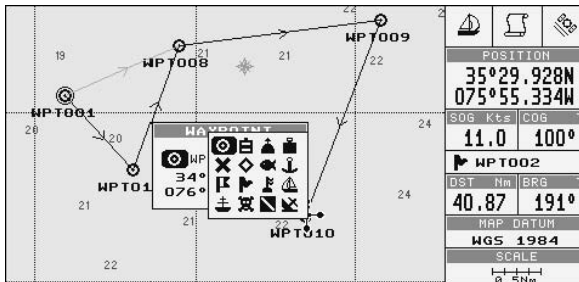 22
22
WPT009
19
WPT008
21
21
22
WPT001
20
20
24
WAYPOINT
WP
34°
076°
WPT01
21
21
22
24
WPT010
22
POSITION
35°29.928N
075°55.334W
SOG Kts COG
11.0 100°
WPT002
DST Nm BRG
40.87 191°
MAP DATUM
WGS 1984
SCALE
0.5Nm